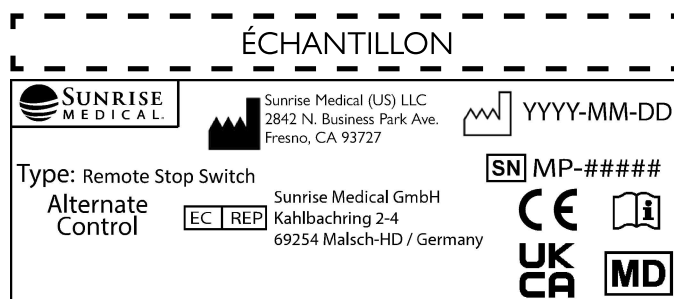 ÉCHANTILLON
SUNRISE
MEDICAL.
Sunrise Medical (US) LLC
2842 N. Business Park Ave.
Fresno, CA 93727
YYYY-MM-DD
Type: Remote Stop Switch
SN MP-#####
Alternate
Control
EC REP
Sunrise Medical GmbH
Kahlbachring 2-4
69254 Malsch-HD / Germany
CE
i
UK
CA
MD